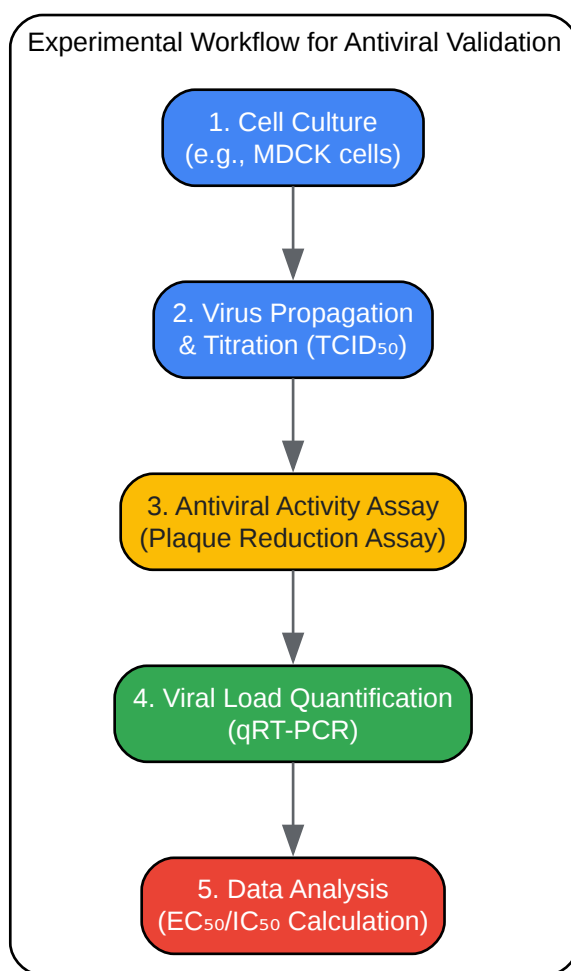 Experimental Workflow for Antiviral Validation
1. Cell Culture
(e.g., MDCK cells)
2. Virus Propagation
& Titration (TCID₅₀)
3. Antiviral Activity Assay
(Plaque Reduction Assay)
4. Viral Load Quantification
(qRT-PCR)
5. Data Analysis
(EC₅₀/IC₅₀ Calculation)